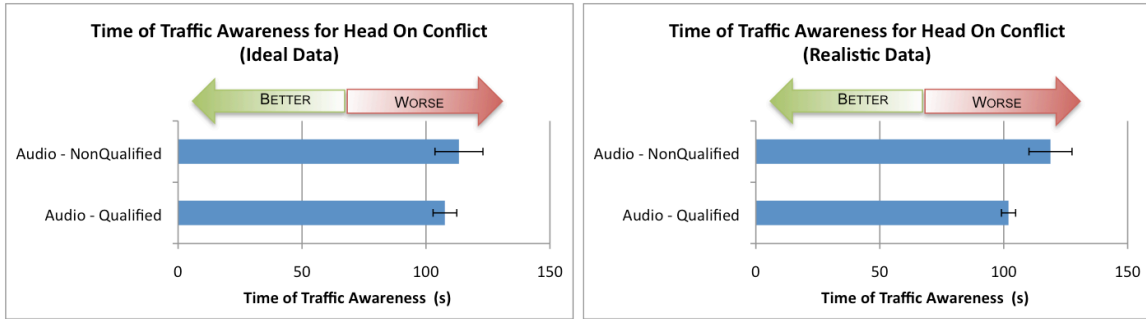 Time of Traffic Awareness for Head On Conflict
(Ideal Data)
BETTER
WORSE
Audio - NonQualified
Audio - Qualified
0
50
100
150
Time of Traffic Awareness (s)
Time of Traffic Awareness for Head On Conflict
(Realistic Data)
BETTER
WORSE
Audio - NonQualified
Audio - Qualified
0
50
100
150
Time of Traffic Awareness (s)